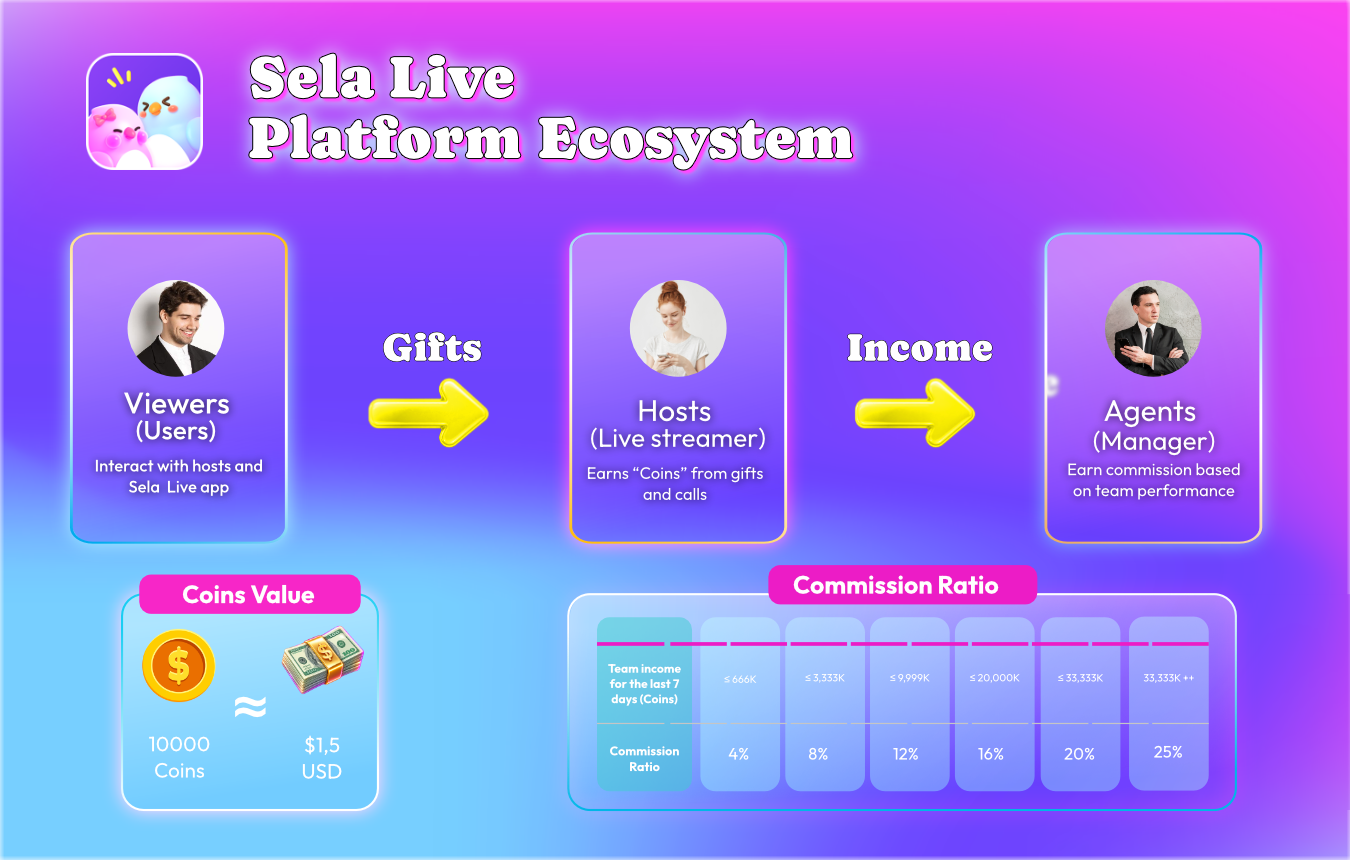 Sela Live
Platform Ecosystem
Viewers
(Users)
Interact with hosts and
Sela Live app
Gifts
Hosts
(Live streamer)
Earns “Coins” from gifts
and calls
Income
Agents
(Manager)
Earn commission based
on team performance
Coins Value
10000
Coins
≈
$1,5
USD
Commission Ratio
Team income
for the last 7
days (Coins)
≤ 666K
≤ 3,333K
≤ 9,999K
≤ 20,000K
≤ 33,333K
33,333K ++
Commission
Ratio
4%
8%
12%
16%
20%
25%